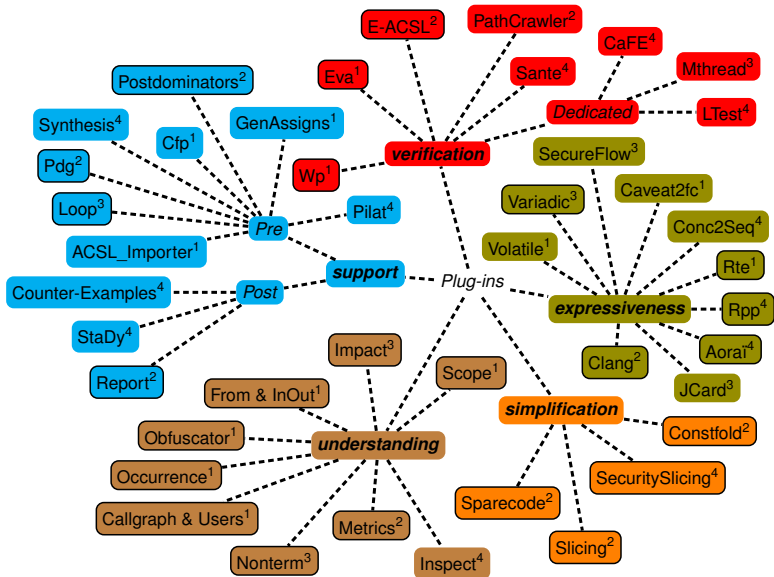 E-ACSL²
PathCrawler²
CaFE⁴
Postdominators²
Eva¹
Sante⁴
Mthread³
Synthesis⁴
GenAssigns¹
Dedicated
LTest⁴
Cfp¹
verification
SecureFlow³
Pdg²
Wp¹
Caveat2fc¹
Loop³
Variadic³
Pilat⁴
Conc2Seq⁴
Pre
ACSL_Importer¹
Volatile¹
Rte¹
support
Plug-ins
Counter-Examples⁴
Post
expressiveness
Rpp⁴
StaDy⁴
Impact³
Clang²
Aoraï⁴
Report²
Scope¹
JCard³
From & InOut¹
simplification
Obfuscator¹
understanding
Constfold²
Occurrence¹
SecuritySlicing⁴
Sparecode²
Callgraph & Users¹
Metrics²
Slicing²
Nonterm³
Inspect⁴